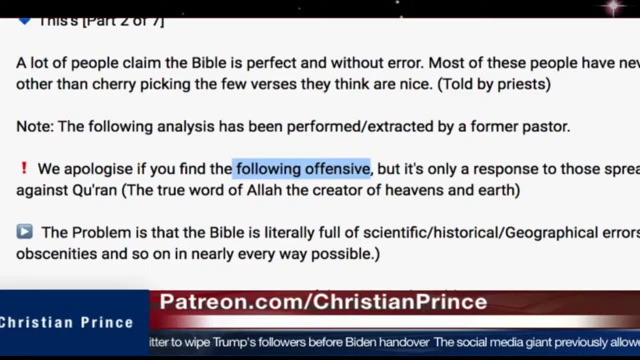 This's [Part 2 of 7]
A lot of people claim the Bible is perfect and without error. Most of these people have
other than cherry picking the few verses they think are nice. (Told by priests)
Note: The following analysis has been performed/extracted by a former pastor.
We apologise if you find the following offensive, but it's only a response to those
against Qu'ran (The true word of Allah the creator of heavens and earth)
The Problem is that the Bible is literally full of scientific/historical/Geographical errors
obscenities and so on in nearly every way possible.)
Patreon.com/ChristianPrince
Christian Prince
to wipe Trump's followers before Biden handover The social media giant previously